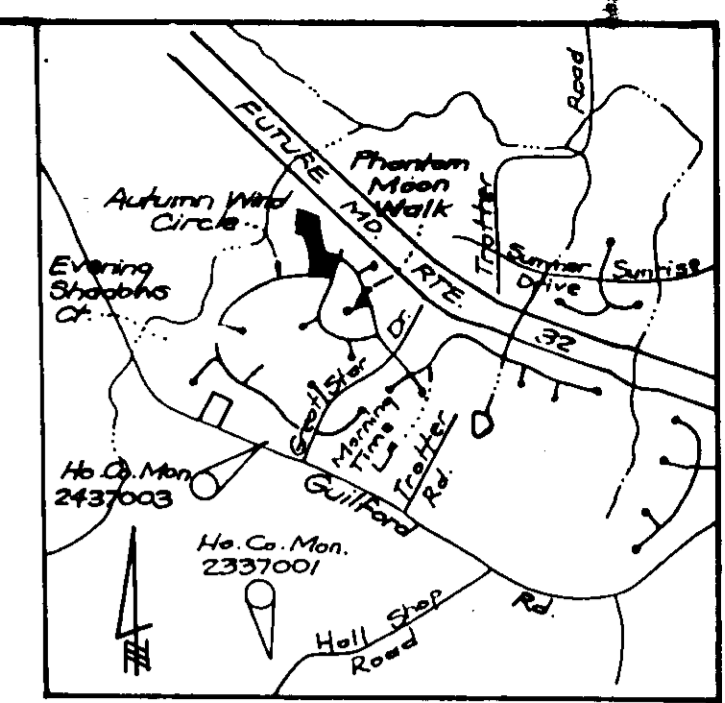 Road
FUTURE MD. RTE. 32
Phantom
Moon
Walk
Trotter
Autumn Wind
Circle
Summer Sunrise
Drive
Evening
Shadows
Ct.
Great Star Dr.
Morning
Time
Ln
Trotter
Rd.
Guilford
Rd.
Ho. Co. Mon.
2437003
Ho. Co. Mon.
2337001
Hall Shop
Road